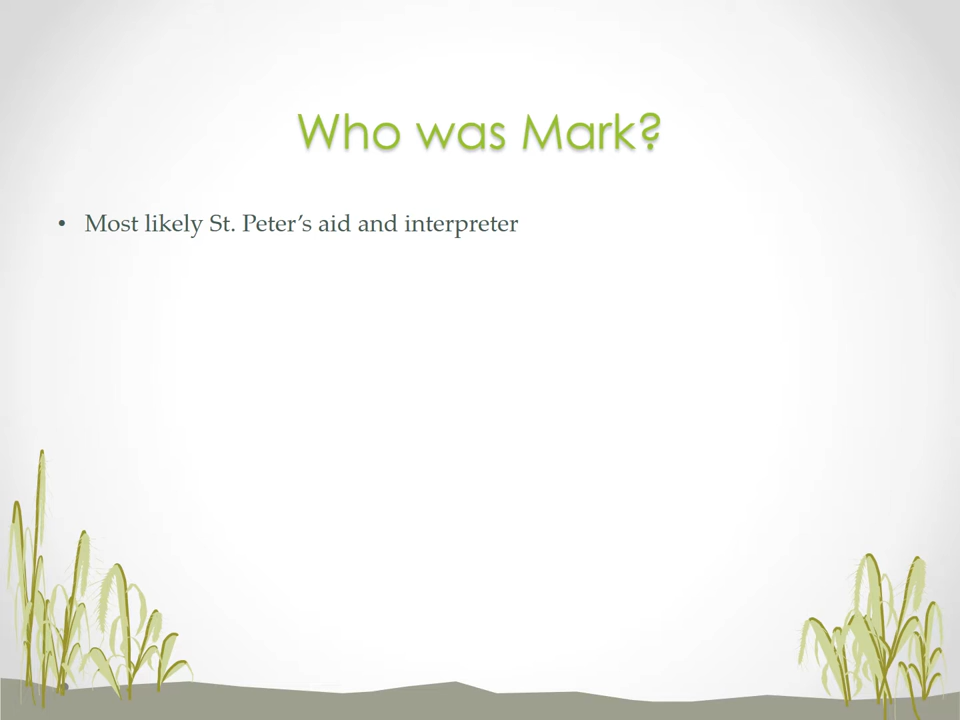 Who was Mark?
• Most likely St. Peter’s aid and interpreter